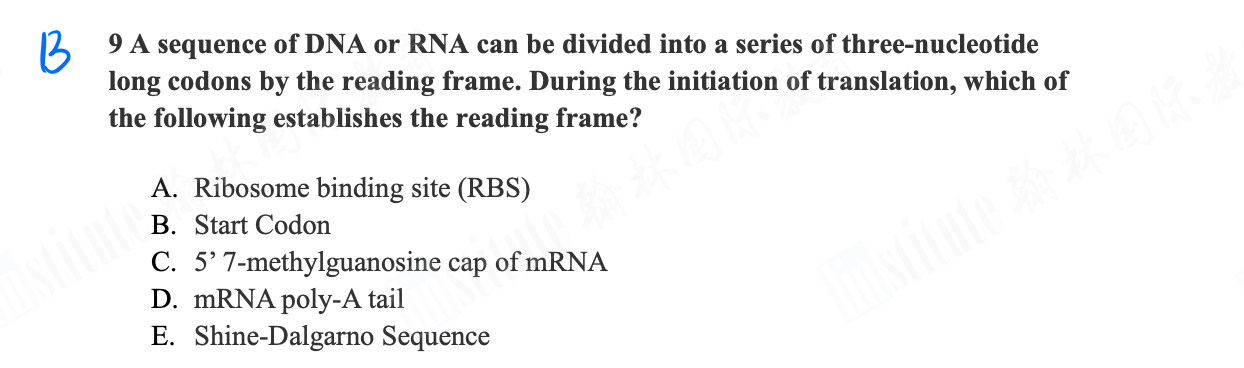 B
9 A sequence of DNA or RNA can be divided into a series of three-nucleotide
long codons by the reading frame. During the initiation of translation, which of
the following establishes the reading frame?
A. Ribosome binding site (RBS)
B. Start Codon
C. 5’ 7-methylguanosine cap of mRNA
D. mRNA poly-A tail
E. Shine-Dalgarno Sequence